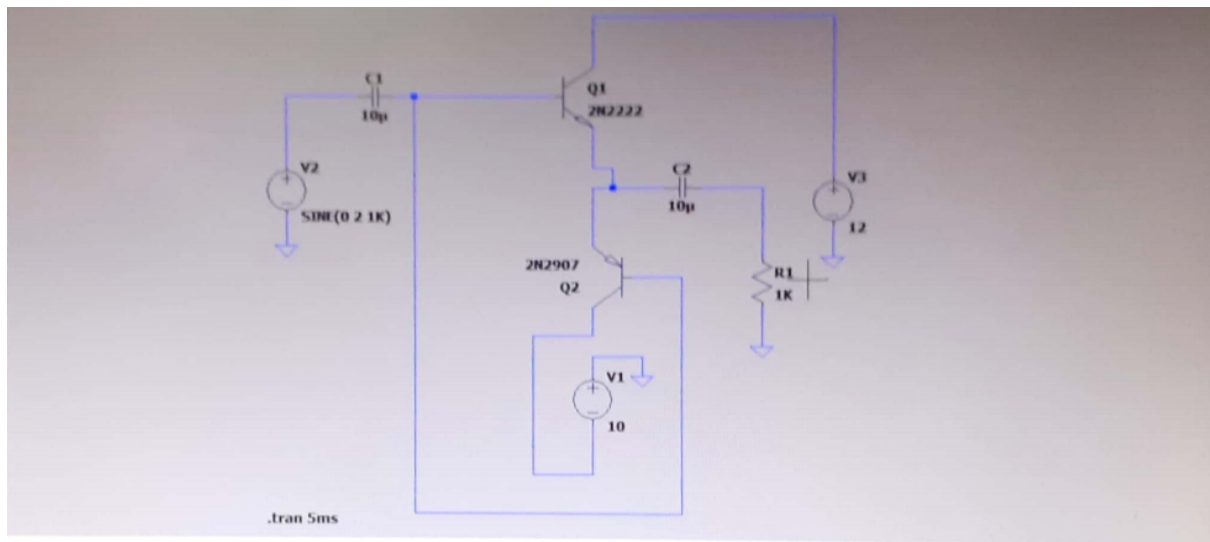 C1
10µ
Q1
2N2222
V2
SINE(0 2 1K)
C2
10µ
V3
12
2N2907
Q2
R1
1K
V1
10
.tran 5ms